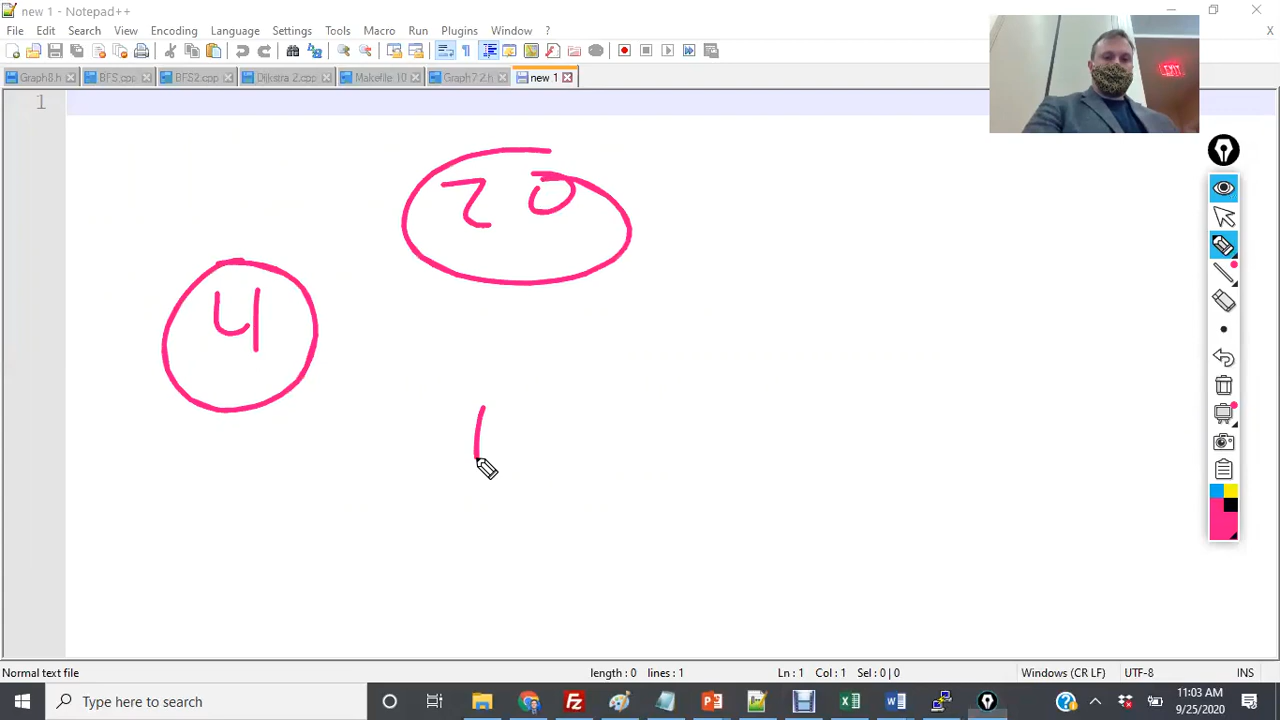 new 1 - Notepad++
File Edit Search View Encoding Language Settings Tools Macro Run Plugins Window ?
X
Graph8.h BFS.cpp BFS2.cpp Dijkstra 2.cpp Makefile 10 Graph12.h new 1
EXIT
1
20
4
Normal text file length : 0 lines : 1 Ln : 1 Col : 1 Sel : 0 | 0 Windows (CR LF) UTF-8 INS
Type here to search
11:03 AM
9/25/2020